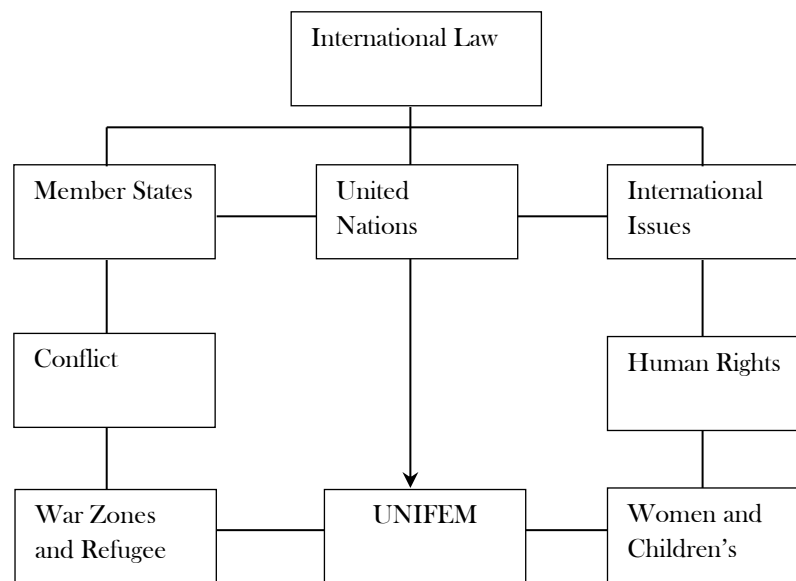 International Law
Member States
United
Nations
International
Issues
Conflict
Human Rights
War Zones
and Refugee
UNIFEM
Women and
Children’s